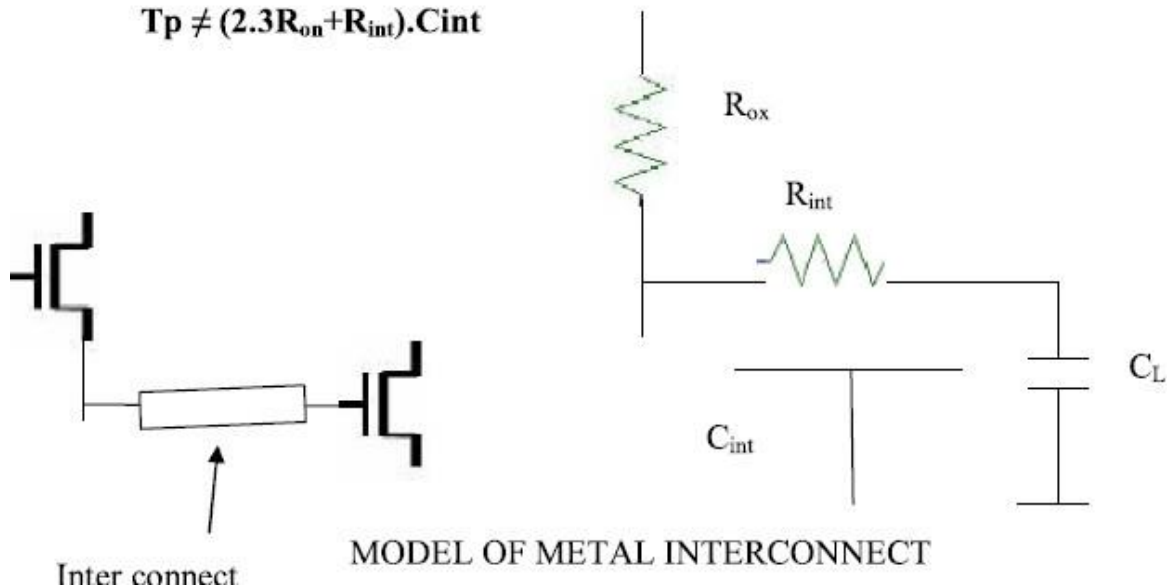 Tp ≠ (2.3Ron+Rint).Cint
Rox
Rint
CL
Cint
MODEL OF METAL INTERCONNECT
Inter connect